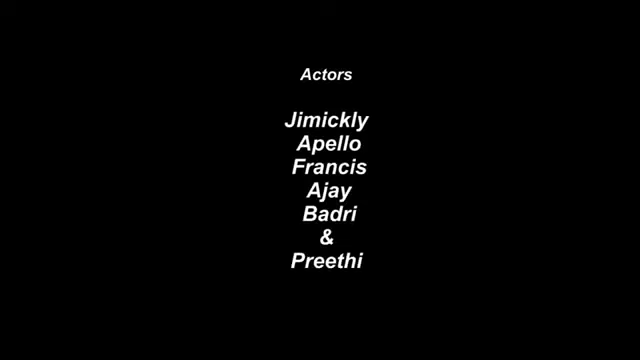 Actors
Jimickly
Apello
Francis
Ajay
Badri
&
Preethi